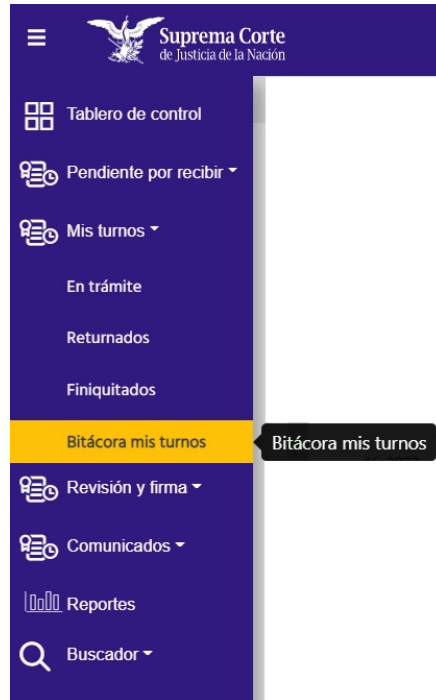 Suprema Corte
de Justicia de la Nación
Tablero de control
Pendiente por recibir
Mis turnos
En trámite
Returnados
Finiquitados
Bitácora mis turnos
Bitácora mis turnos
Revisión y firma
Comunicados
Reportes
Buscador